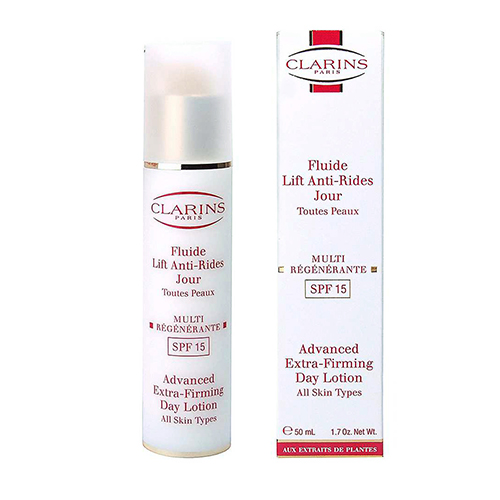 CLARINS
PARIS
Fluide
Lift Anti-Rides
Jour
Toutes Peaux
MULTI
RÉGÉNÉRANTE
SPF 15
Advanced
Extra-Firming
Day Lotion
All Skin Types
CLARINS
PARIS
Fluide
Lift Anti-Rides
Jour
Toutes Peaux
MULTI
RÉGÉNÉRANTE
SPF 15
Advanced
Extra-Firming
Day Lotion
All Skin Types
e 50 mL 1.7 Oz. Net Wt.
AUX EXTRAITS DE PLANTES